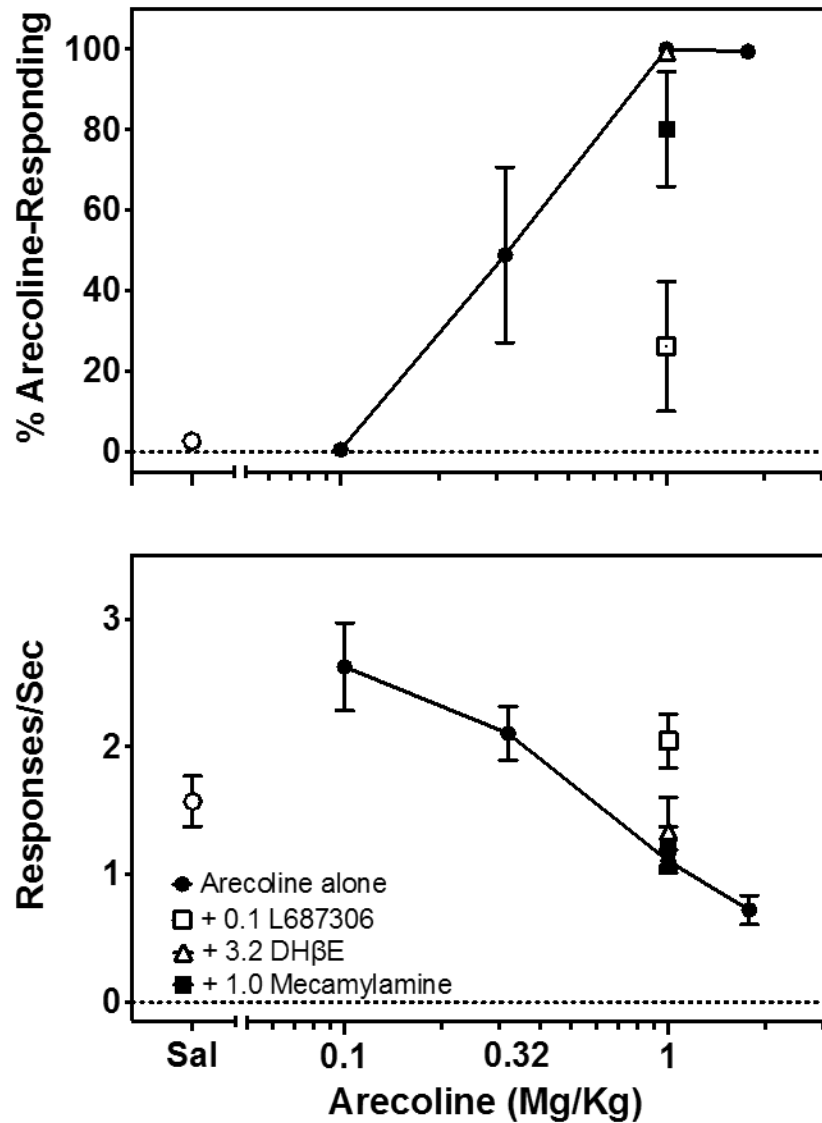 % Arecoline-Responding
100
80
60
40
20
0
Responses/Sec
3
2
1
0
Arecoline alone
+ 0.1 L687306
+ 3.2 DHβE
+ 1.0 Mecamylamine
Sal 0.1 0.32 1
Arecoline (Mg/Kg)